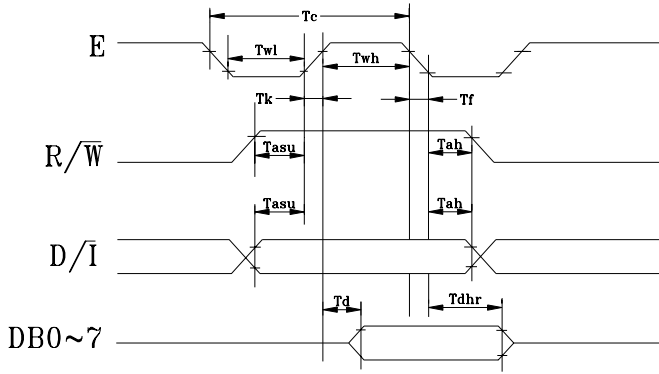 Tc
E
Twl
Twh
Tk
Tf
R/W̅
Tasu
Tah
Tasu
Tah
D/I̅
Td
Tdhr
DB0~7